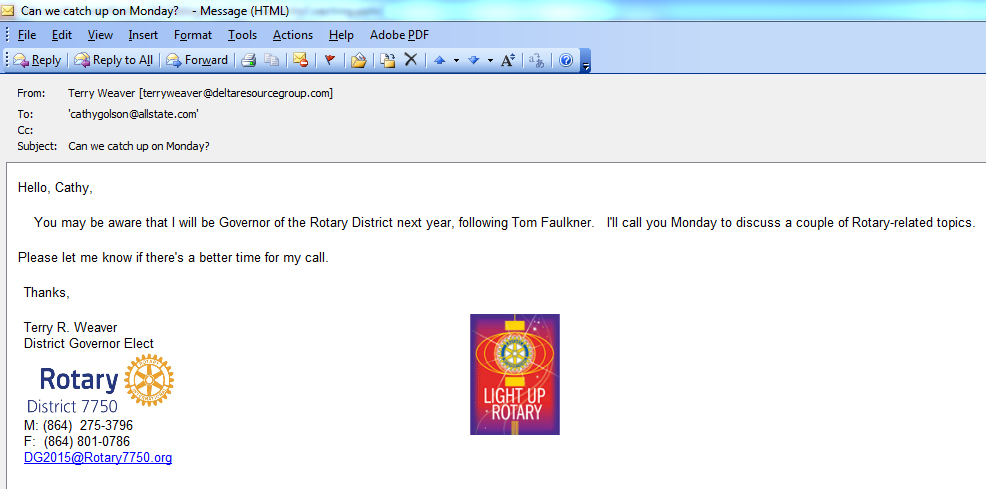 Can we catch up on Monday? - Message (HTML)
File Edit View Insert Format Tools Actions Help Adobe PDF
Reply Reply to All Forward
From: Terry Weaver [terryweaver@deltaresourcegroup.com]
To: 'cathygolson@allstate.com'
Cc:
Subject: Can we catch up on Monday?
Hello, Cathy,
You may be aware that I will be Governor of the Rotary District next year, following Tom Faulkner. I'll call you Monday to discuss a couple of Rotary-related topics.
Please let me know if there's a better time for my call.
Thanks,
Terry R. Weaver
District Governor Elect
Rotary
District 7750
M: (864) 275-3796
F: (864) 801-0786
DG2015@Rotary7750.org
LIGHT UP
ROTARY